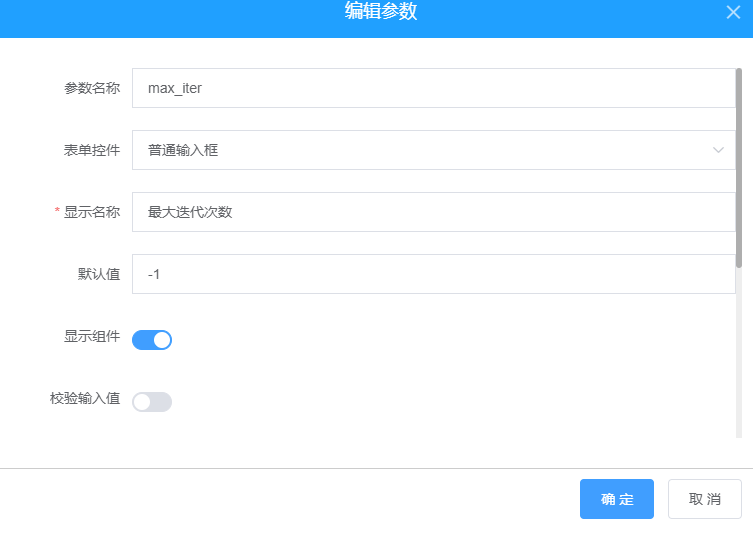 编辑参数
参数名称 max_iter
表单控件 普通输入框
* 显示名称 最大迭代次数
默认值 -1
显示组件
校验输入值
确定 取消